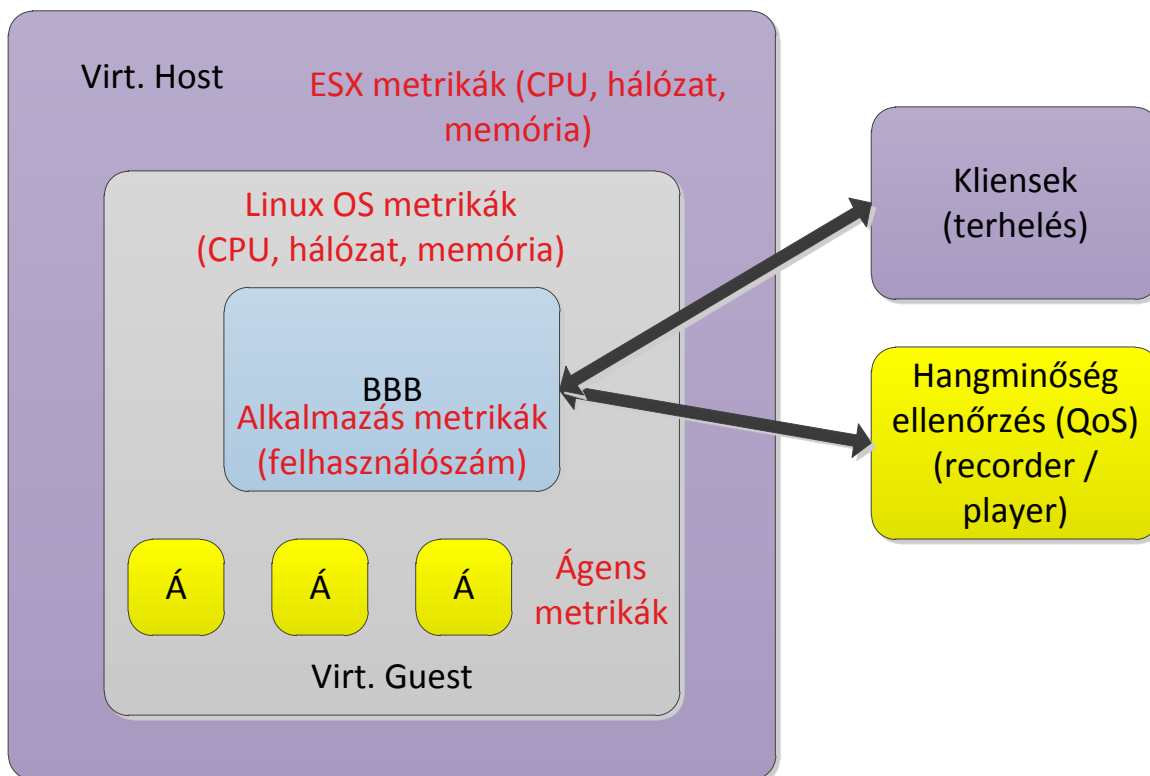 Virt. Host
ESX metrikák (CPU, hálózat,
memória)
Linux OS metrikák
(CPU, hálózat, memória)
BBB
Alkalmazás metrikák
(felhasználószám)
Á
Á
Á
Ágens
metrikák
Virt. Guest
Kliensek
(terhelés)
Hangminőség
ellenőrzés (QoS)
(recorder /
player)